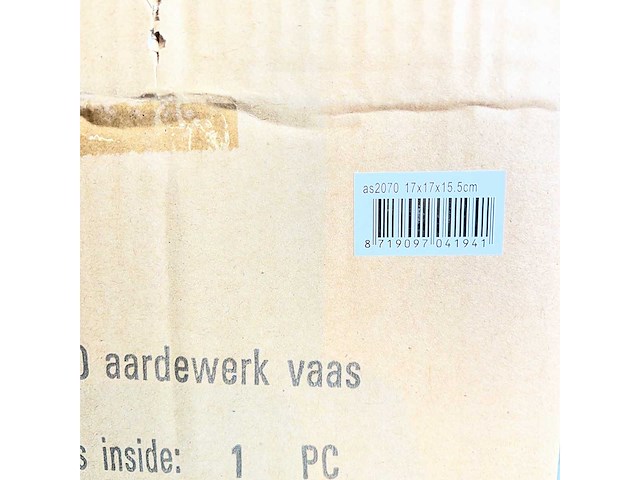 as2070 17x17x15.5cm
8 719097 041941
aardewerk vaas
inside: 1 PC